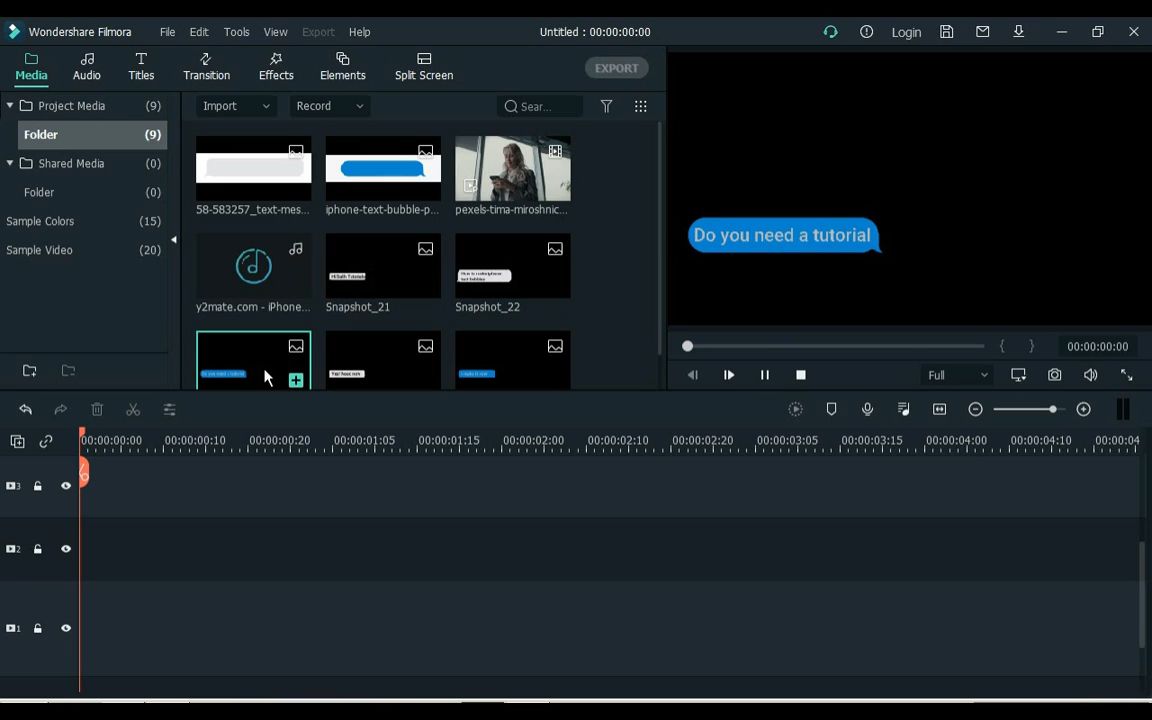 Wondershare Filmora File Edit Tools View Export Help Untitled : 00:00:00:00 Login
Media Audio Titles Transition Effects Elements Split Screen EXPORT
Project Media (9)
Import Record Sear...
Folder (9)
Shared Media (0)
Folder (0)
Sample Colors (15)
Sample Video (20)
58-583257_text-mes... iphone-text-bubble-p... pexels-tima-miroshnic...
y2mate.com - iPhone... Snapshot_21 Snapshot_22
Do you need a tutorial
00:00:00:00
Full
00:00:00:00 00:00:00:10 00:00:00:20 00:00:01:05 00:00:01:15 00:00:02:00 00:00:02:10 00:00:02:20 00:00:03:05 00:00:03:15 00:00:04:00 00:00:04:10 00:00:04
3
2
1